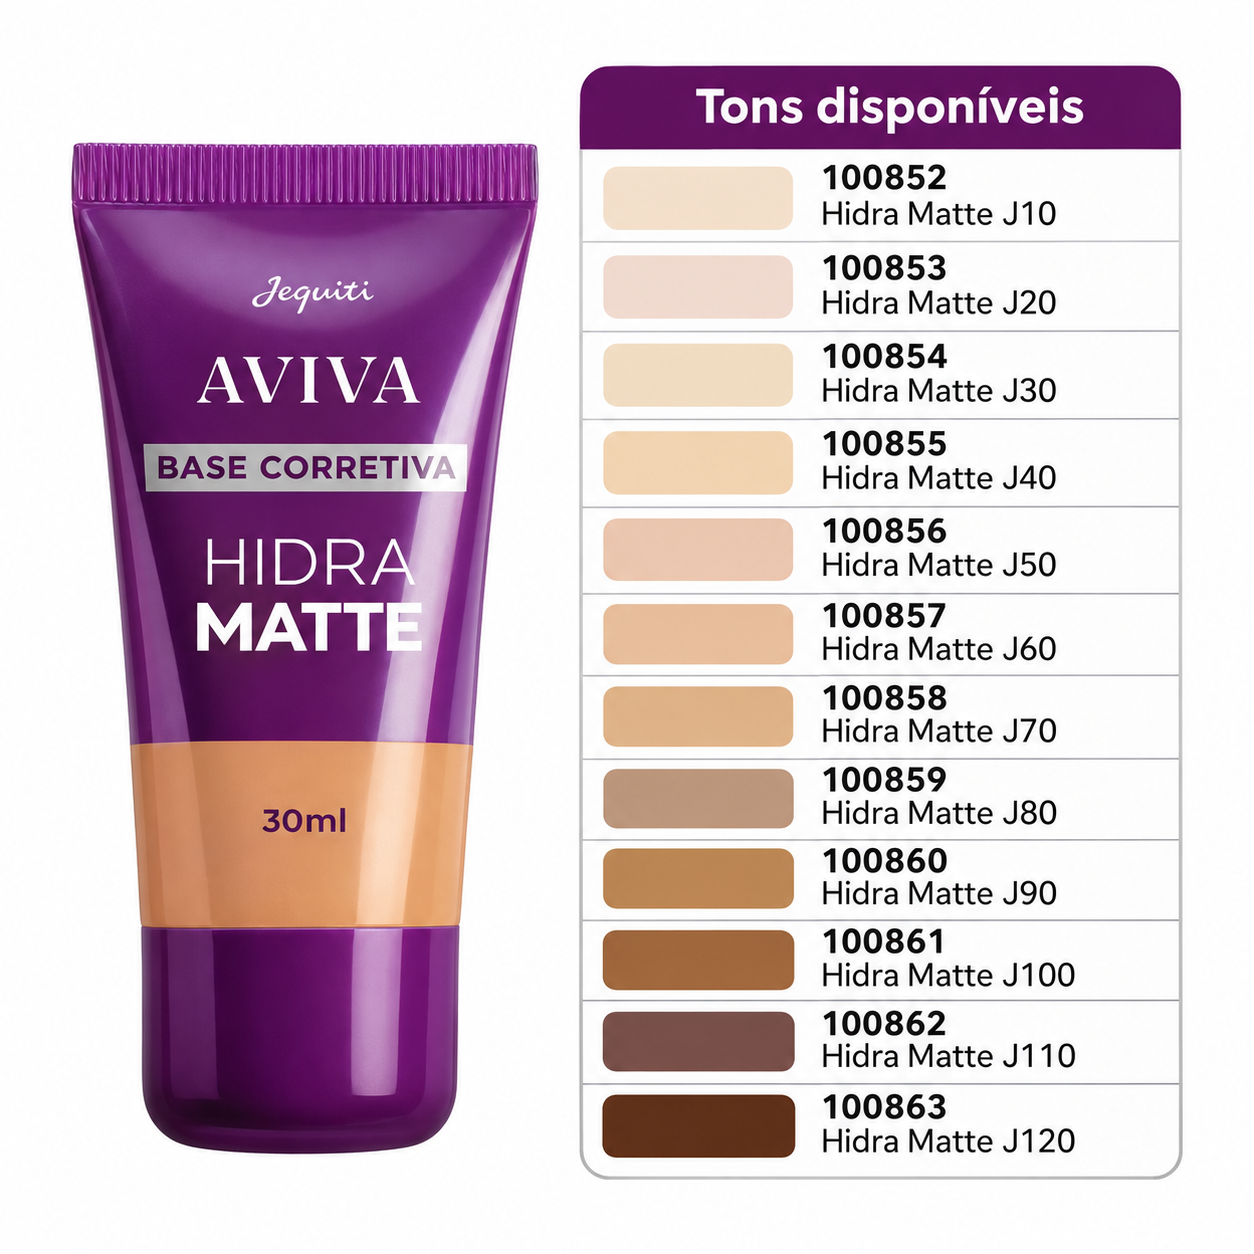 Jequiti
AVIVA
BASE CORRETIVA
HIDRA
MATTE
30ml
Tons disponíveis
100852
Hidra Matte J10
100853
Hidra Matte J20
100854
Hidra Matte J30
100855
Hidra Matte J40
100856
Hidra Matte J50
100857
Hidra Matte J60
100858
Hidra Matte J70
100859
Hidra Matte J80
100860
Hidra Matte J90
100861
Hidra Matte J100
100862
Hidra Matte J110
100863
Hidra Matte J120